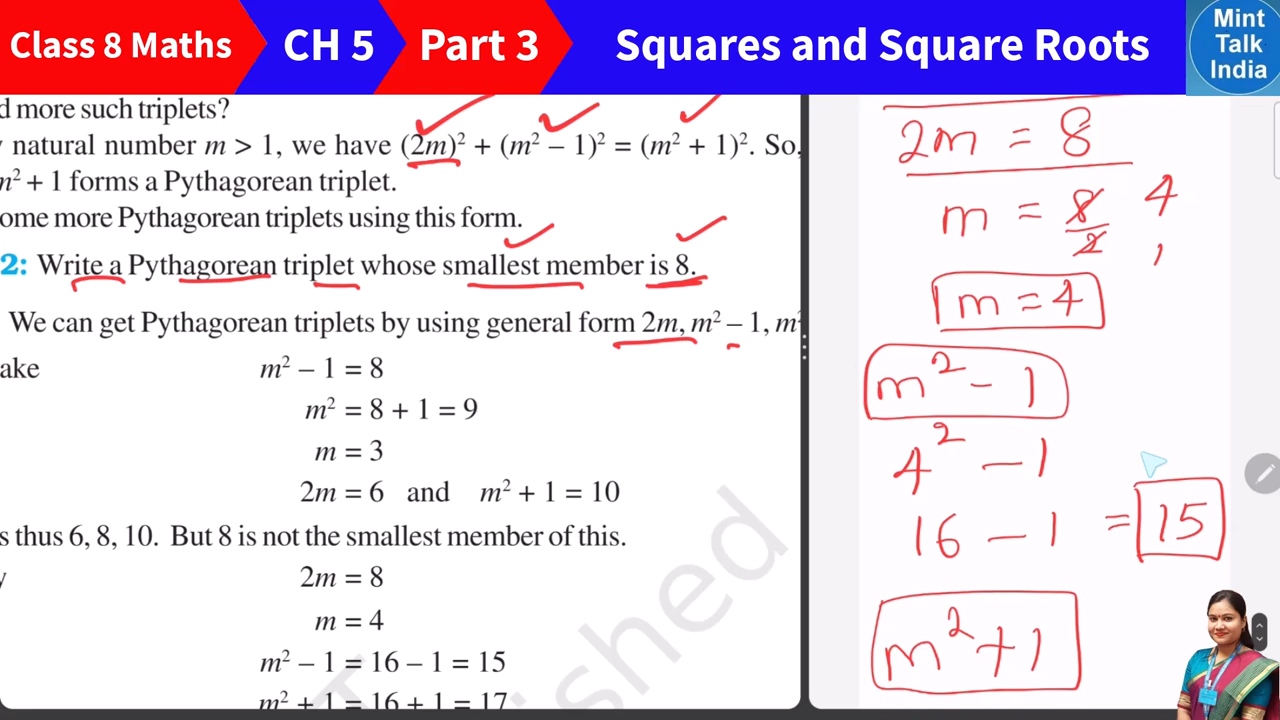 Class 8 Maths
CH 5
Part 3
Squares and Square Roots
Mint
Talk
India
d more such triplets?
natural number m > 1, we have (2m)² + (m² – 1)² = (m² + 1)². So,
m² + 1 forms a Pythagorean triplet.
ome more Pythagorean triplets using this form.
2: Write a Pythagorean triplet whose smallest member is 8.
We can get Pythagorean triplets by using general form 2m, m² – 1, m²
ake
m² – 1 = 8
m² = 8 + 1 = 9
m = 3
2m = 6 and m² + 1 = 10
s thus 6, 8, 10. But 8 is not the smallest member of this.
y
2m = 8
m = 4
m² – 1 = 16 – 1 = 15
m² + 1 = 16 + 1 = 17
2m = 8
m = 8/2 4 1
m = 4
m² - 1
4² - 1
16 - 1 = 15
m² + 1